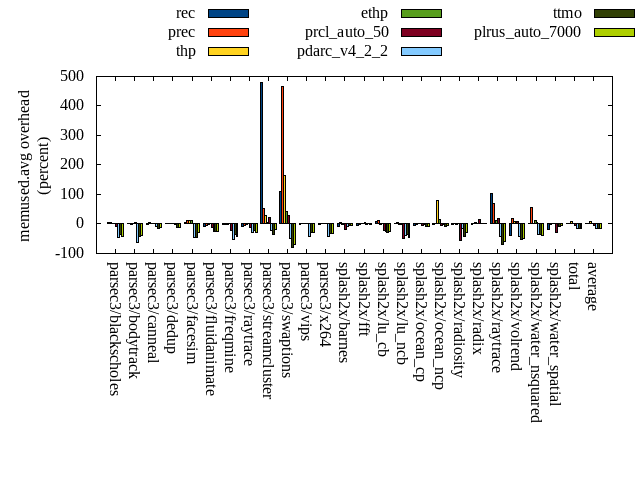 rec
prec
thp
ethp
prcl_auto_50
pdarc_v4_2_2
ttmo
plrus_auto_7000
memused.avg overhead
(percent)
500
400
300
200
100
0
-100
parsec3/blackscholes
parsec3/bodytrack
parsec3/canneal
parsec3/dedup
parsec3/facesim
parsec3/fluidanimate
parsec3/freqmine
parsec3/raytrace
parsec3/streamcluster
parsec3/swaptions
parsec3/vips
parsec3/x264
splash2x/barnes
splash2x/fft
splash2x/lu_cb
splash2x/lu_ncb
splash2x/ocean_cp
splash2x/ocean_ncp
splash2x/radiosity
splash2x/radix
splash2x/raytrace
splash2x/volrend
splash2x/water_nsquared
splash2x/water_spatial
total
average